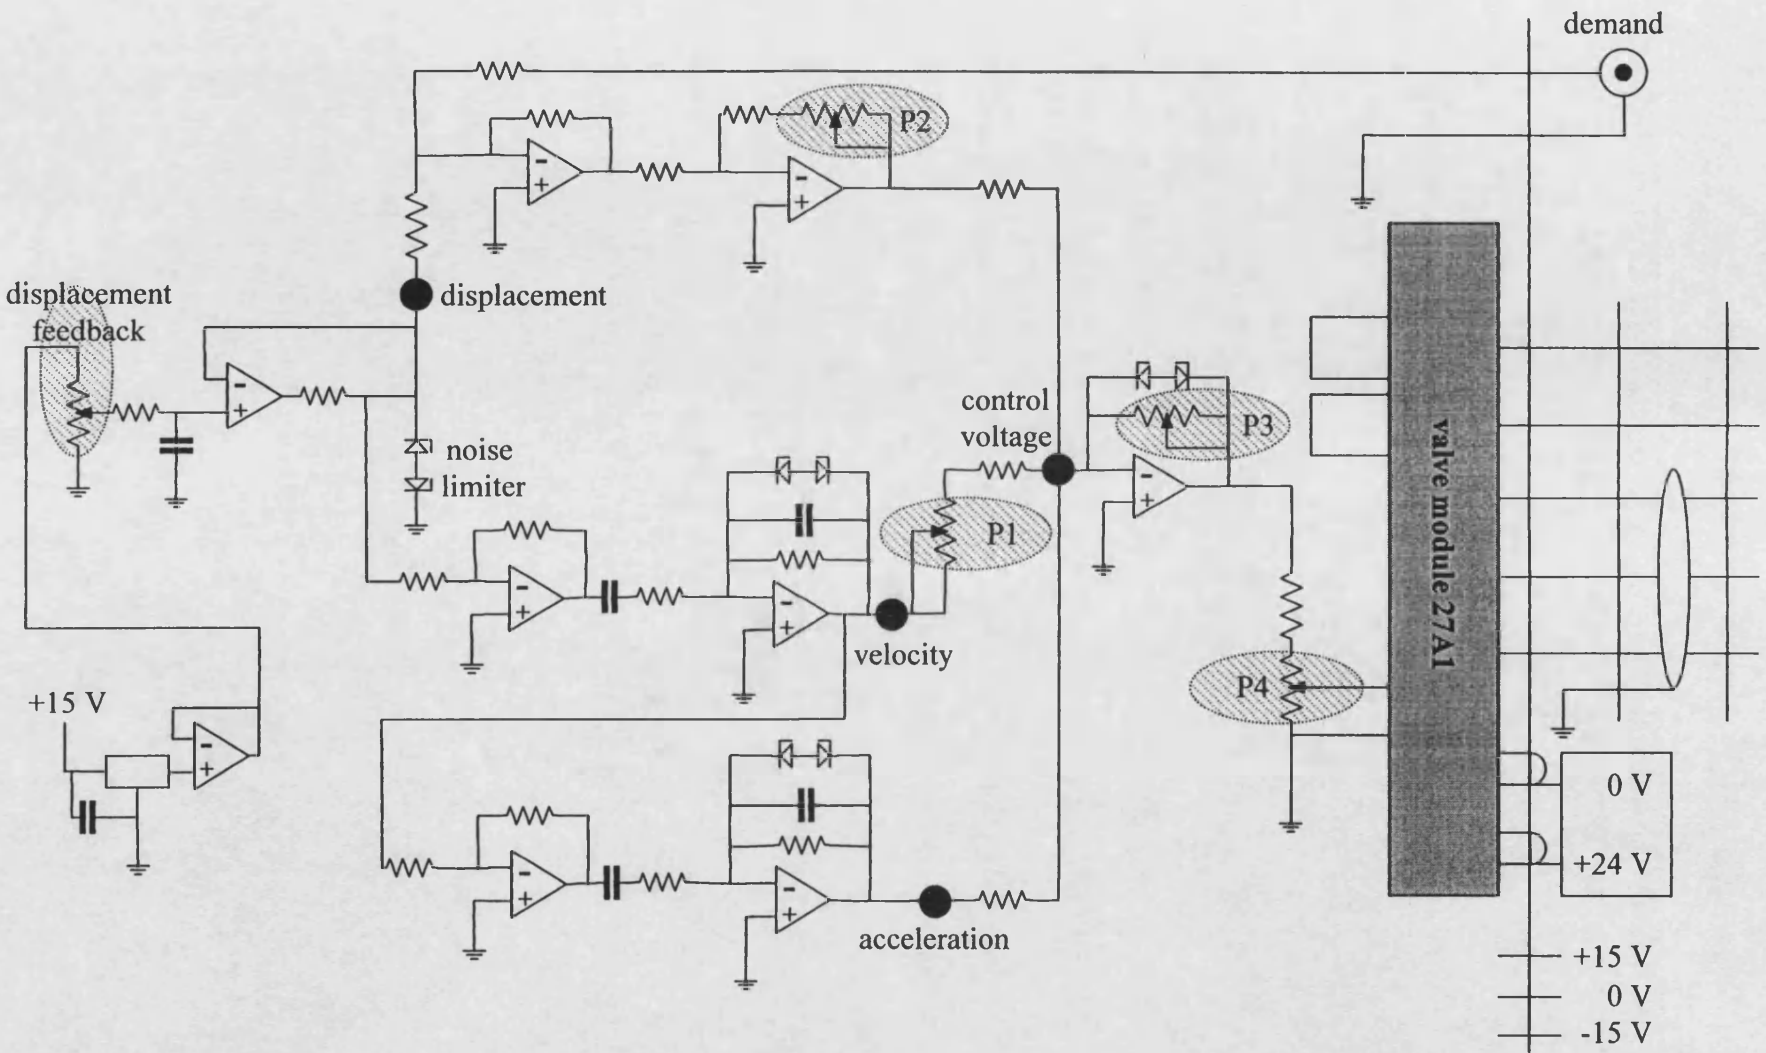 demand
P2
displacement
feedback
displacement
control
voltage
P3
noise
limiter
P1
valve module 27A1
velocity
P4
+15 V
0 V
+24 V
acceleration
+15 V
0 V
-15 V